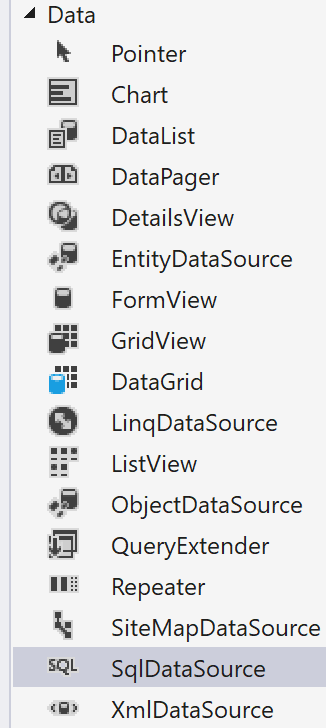 Data
Pointer
Chart
DataList
DataPager
DetailsView
EntityDataSource
FormView
GridView
DataGrid
LinqDataSource
ListView
ObjectDataSource
QueryExtender
Repeater
SiteMapDataSource
SQL SqlDataSource
XmlDataSource